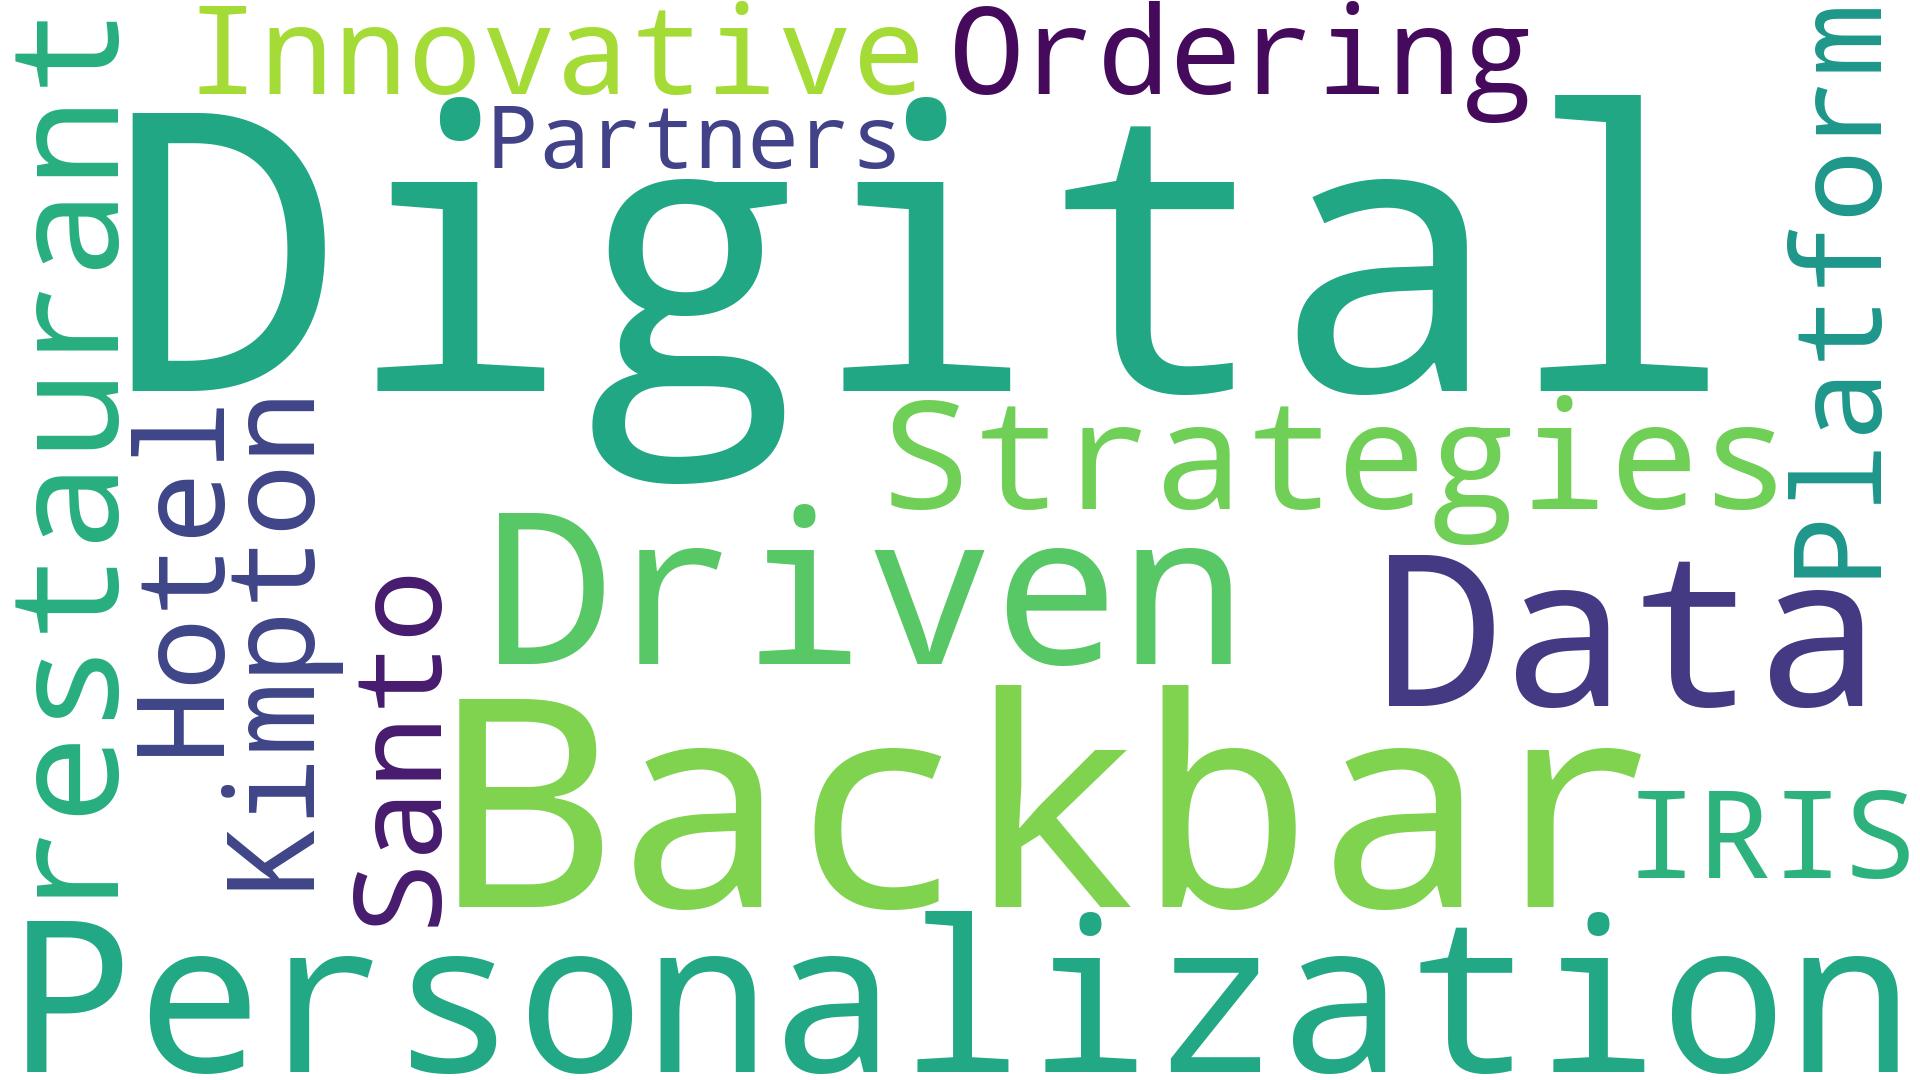 Innovative
Ordering
Partners
Digital
restaurant
Platform
Strategies
Hotel
Kimpton
Driven
Data
Santo
Backbar
IRIS
Personalization